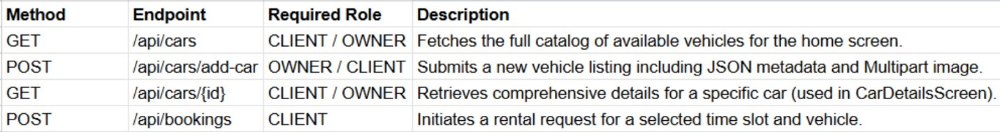 Method Endpoint Required Role Description
GET /api/cars CLIENT / OWNER Fetches the full catalog of available vehicles for the home screen.
POST /api/cars/add-car OWNER / CLIENT Submits a new vehicle listing including JSON metadata and Multipart image.
GET /api/cars/{id} CLIENT / OWNER Retrieves comprehensive details for a specific car (used in CarDetailsScreen).
POST /api/bookings CLIENT Initiates a rental request for a selected time slot and vehicle.